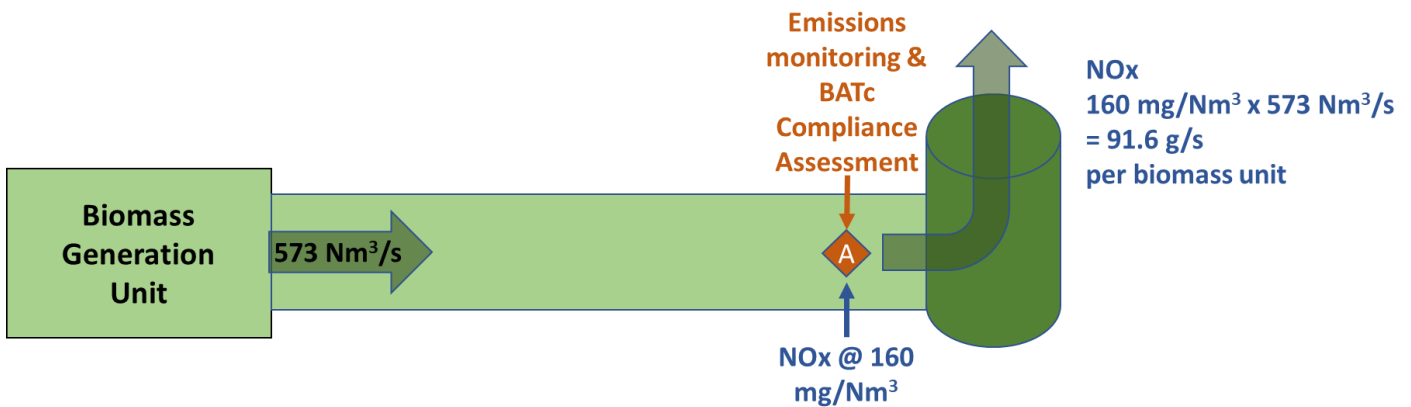 Biomass
Generation
Unit
573 Nm³/s
Emissions
monitoring &
BATc
Compliance
Assessment
A
NOx @ 160
mg/Nm³
NOx
160 mg/Nm³ x 573 Nm³/s
= 91.6 g/s
per biomass unit